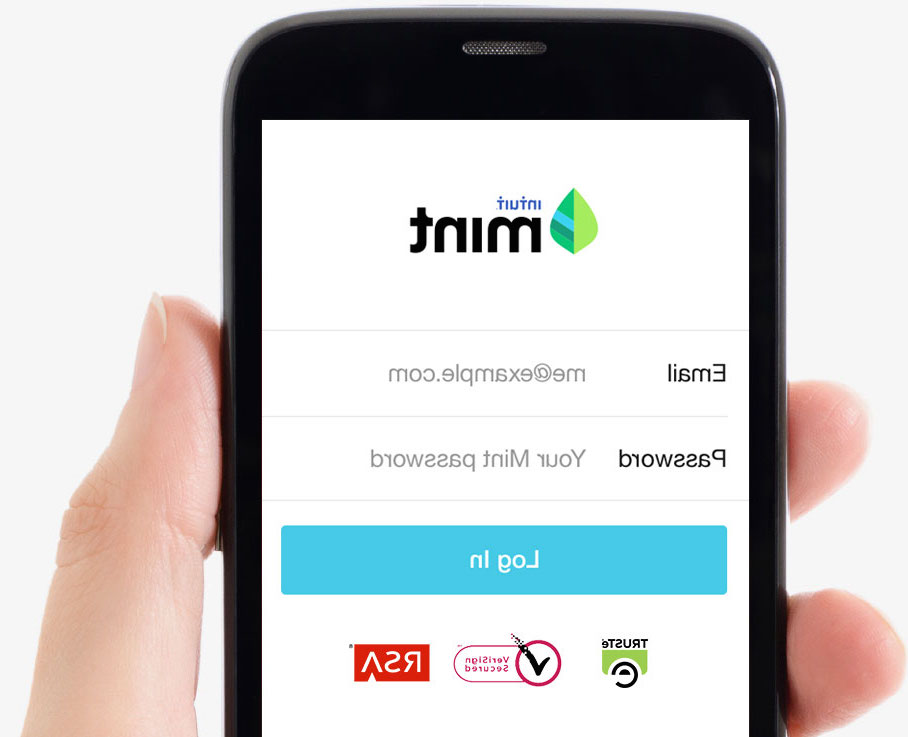 intuit
mint
Email me@example.com
Password Your Mint password
Log In
TRUSTe
VeriSign
Secured
RSA